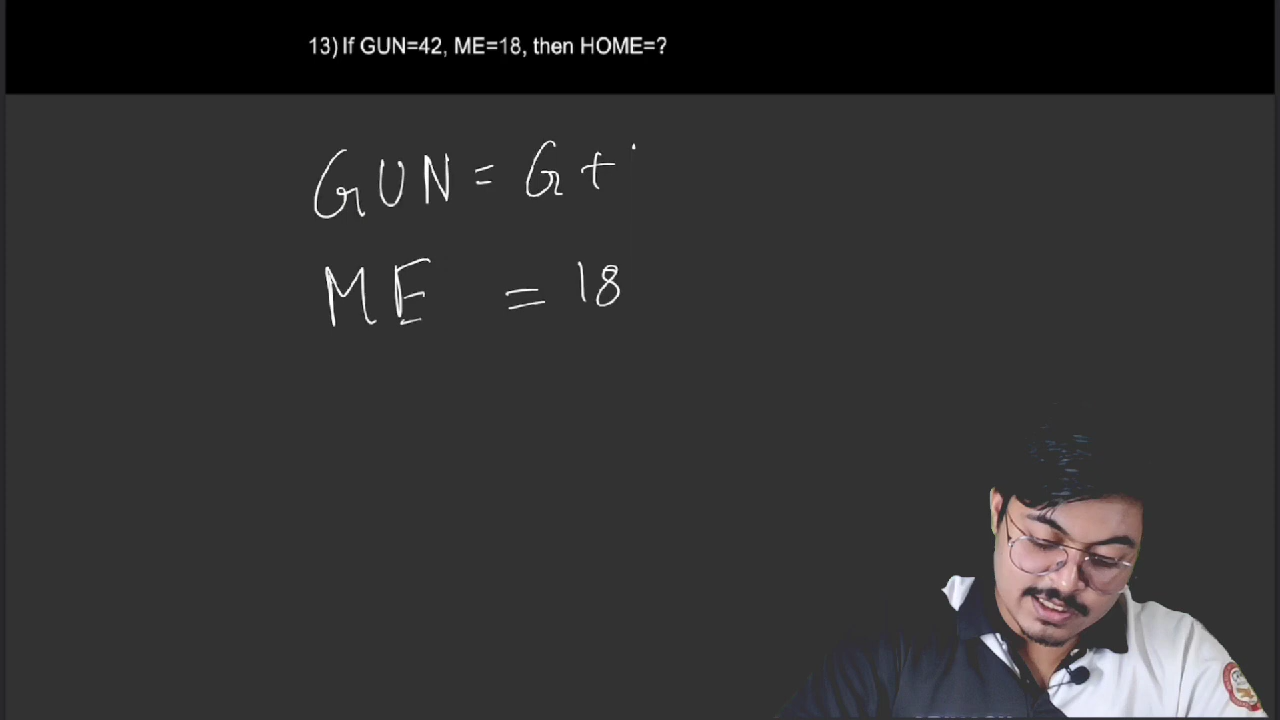 13) If GUN=42, ME=18, then HOME=?
GUN = G +
ME = 18